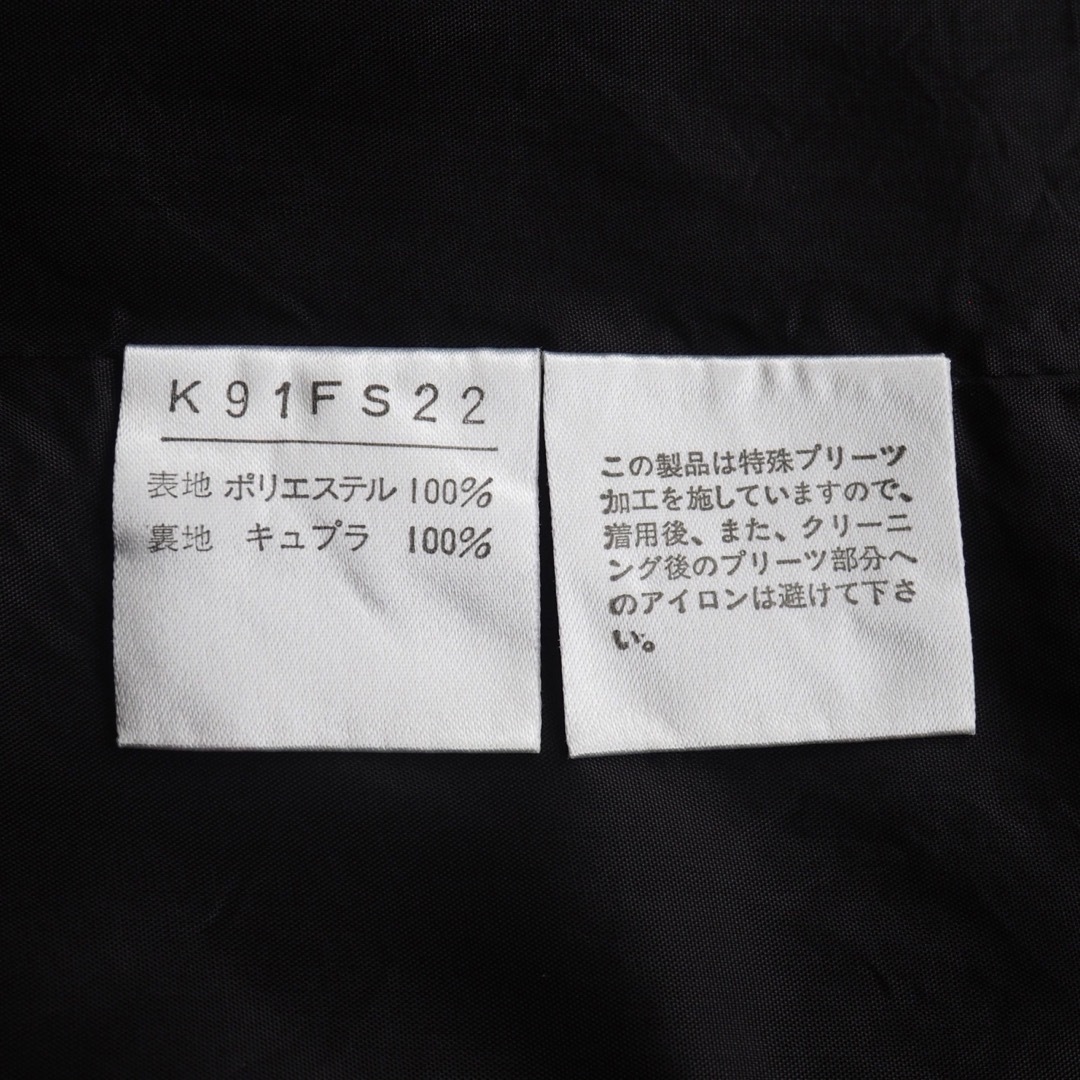 K91FS22
表地 ポリエステル 100%
裏地 キュプラ 100%
この製品は特殊プリーツ
加工を施していますので、
着用後、また、クリーニ
ング後のプリーツ部分へ
のアイロンは避けて下さ
い。